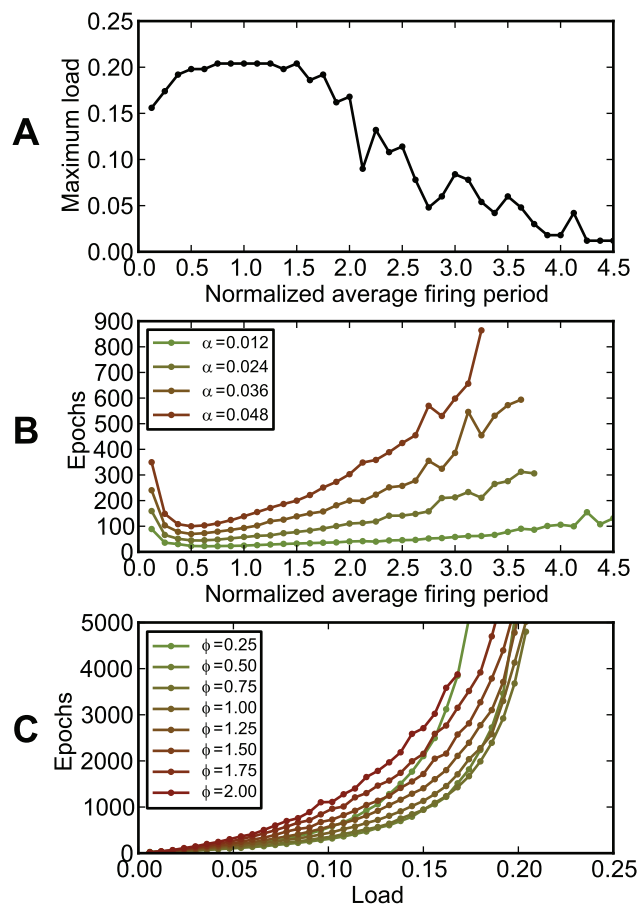 A
Maximum load
0.25
0.20
0.15
0.10
0.05
0.00
0.0 0.5 1.0 1.5 2.0 2.5 3.0 3.5 4.0 4.5
Normalized average firing period
B
Epochs
900
800
700
600
500
400
300
200
100
0
α=0.012
α=0.024
α=0.036
α=0.048
0.0 0.5 1.0 1.5 2.0 2.5 3.0 3.5 4.0 4.5
Normalized average firing period
C
Epochs
5000
4000
3000
2000
1000
0
ϕ=0.25
ϕ=0.50
ϕ=0.75
ϕ=1.00
ϕ=1.25
ϕ=1.50
ϕ=1.75
ϕ=2.00
0.00 0.05 0.10 0.15 0.20 0.25
Load